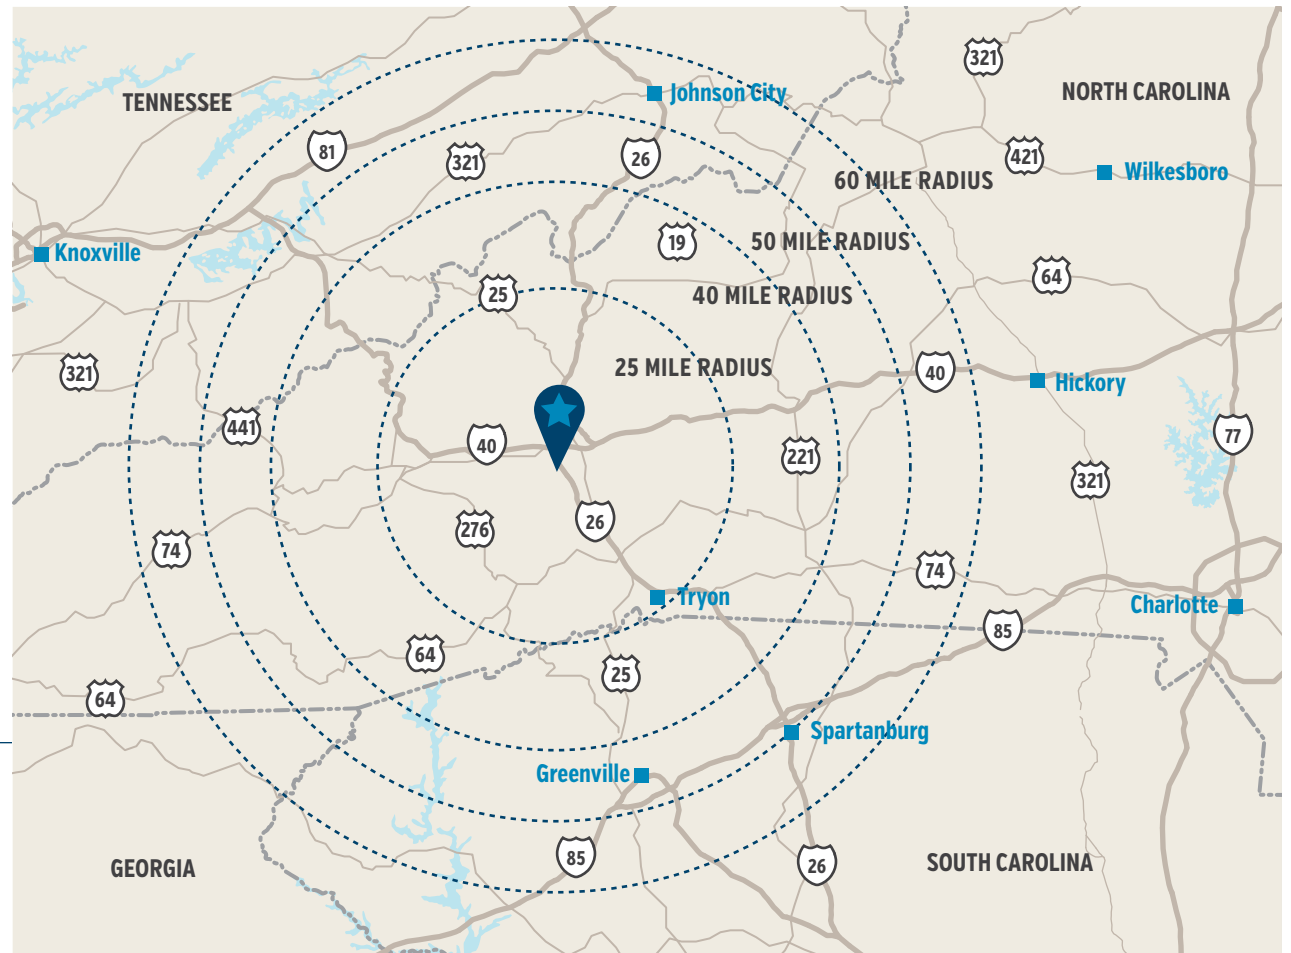 321
TENNESSEE
Johnson City
NORTH CAROLINA
81
321
26
421
Wilkesboro
60 MILE RADIUS
19
50 MILE RADIUS
Knoxville
64
25
40 MILE RADIUS
321
25 MILE RADIUS
40
Hickory
441
40
221
77
321
276
26
74
74
Tryon
Charlotte
85
64
25
64
Spartanburg
Greenville
85
26
GEORGIA
SOUTH CAROLINA